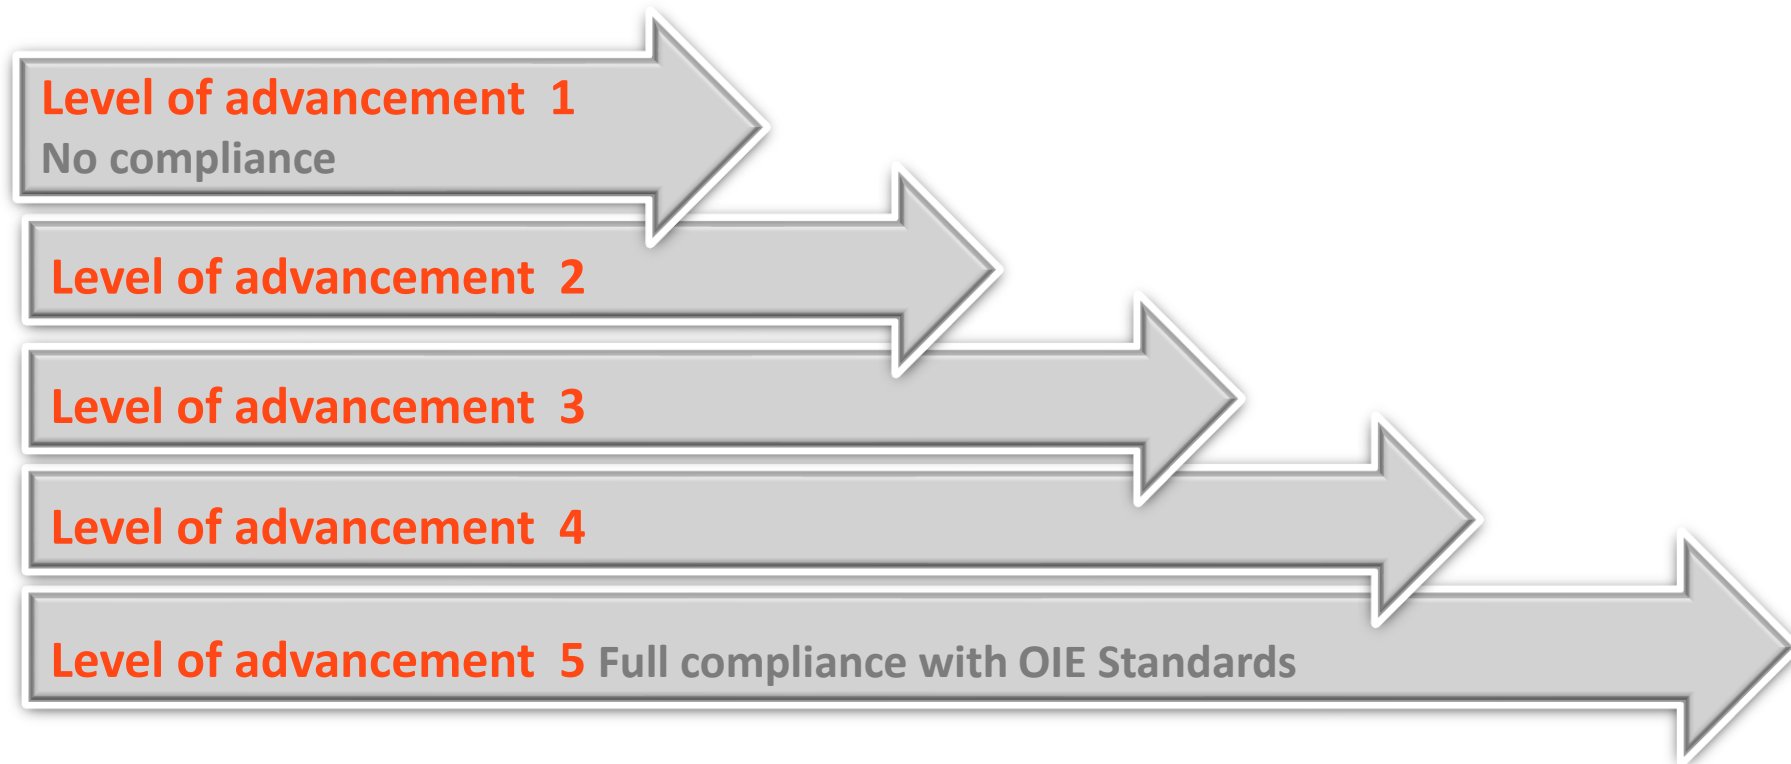 Level of advancement 1
No compliance
Level of advancement 2
Level of advancement 3
Level of advancement 4
Level of advancement 5 Full compliance with OIE Standards